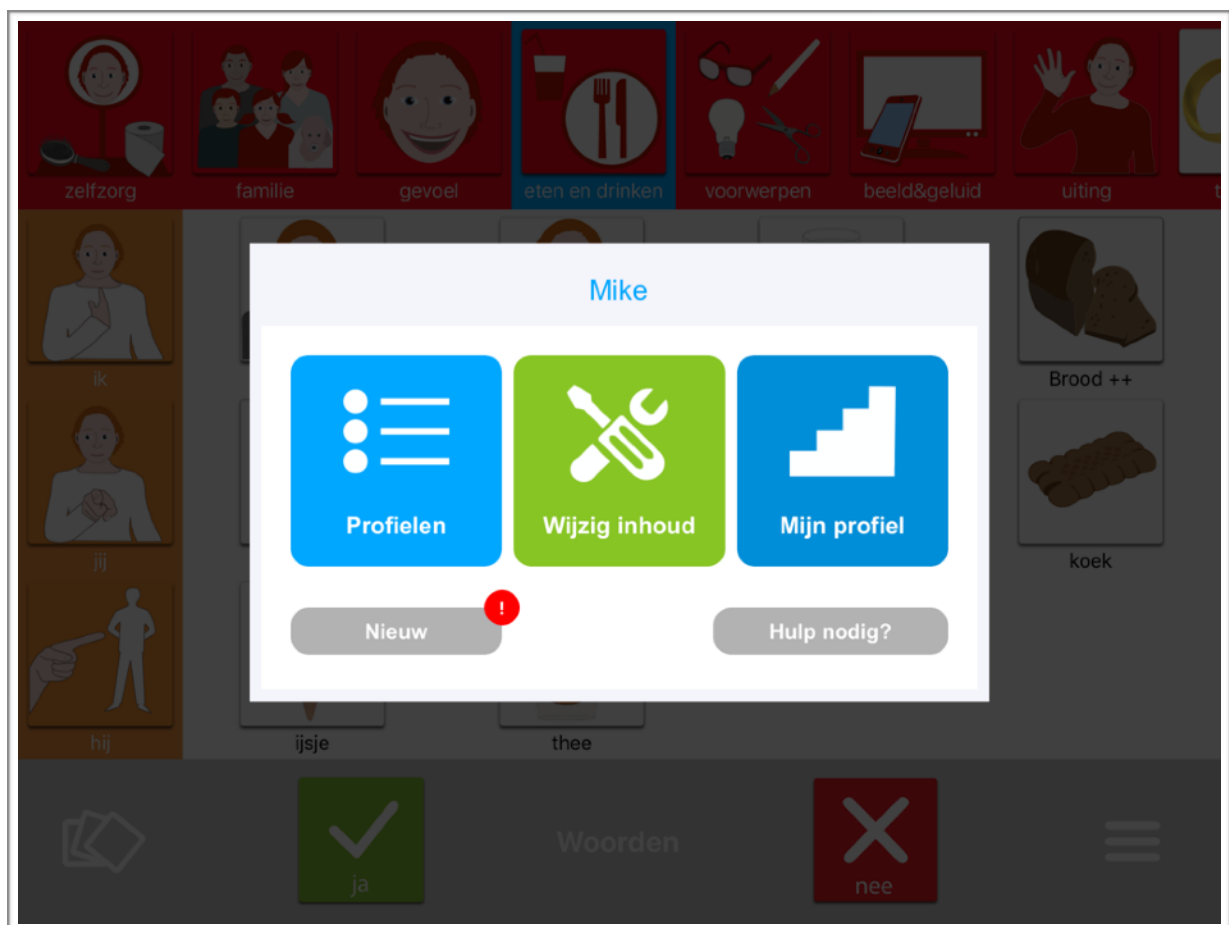 zelfzorg familie gevoel eten en drinken voorwerpen beeld&geluid uiting
Mike
ik
Brood ++
Profielen Wijzig inhoud Mijn profiel
jij
koek
Nieuw ! Hulp nodig?
hij
ijsje thee
Woorden
ja nee